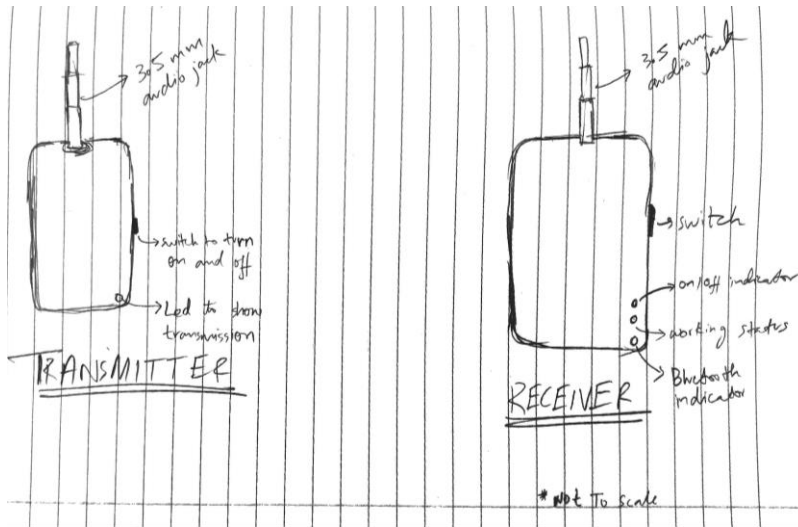 3.5 mm
audio jack
switch to turn
on and off
Led to show
transmission
TRANSMITTER
3.5 mm
audio jack
switch
on/off indicator
working status
Bluetooth
indicator
RECEIVER
* Not To scale